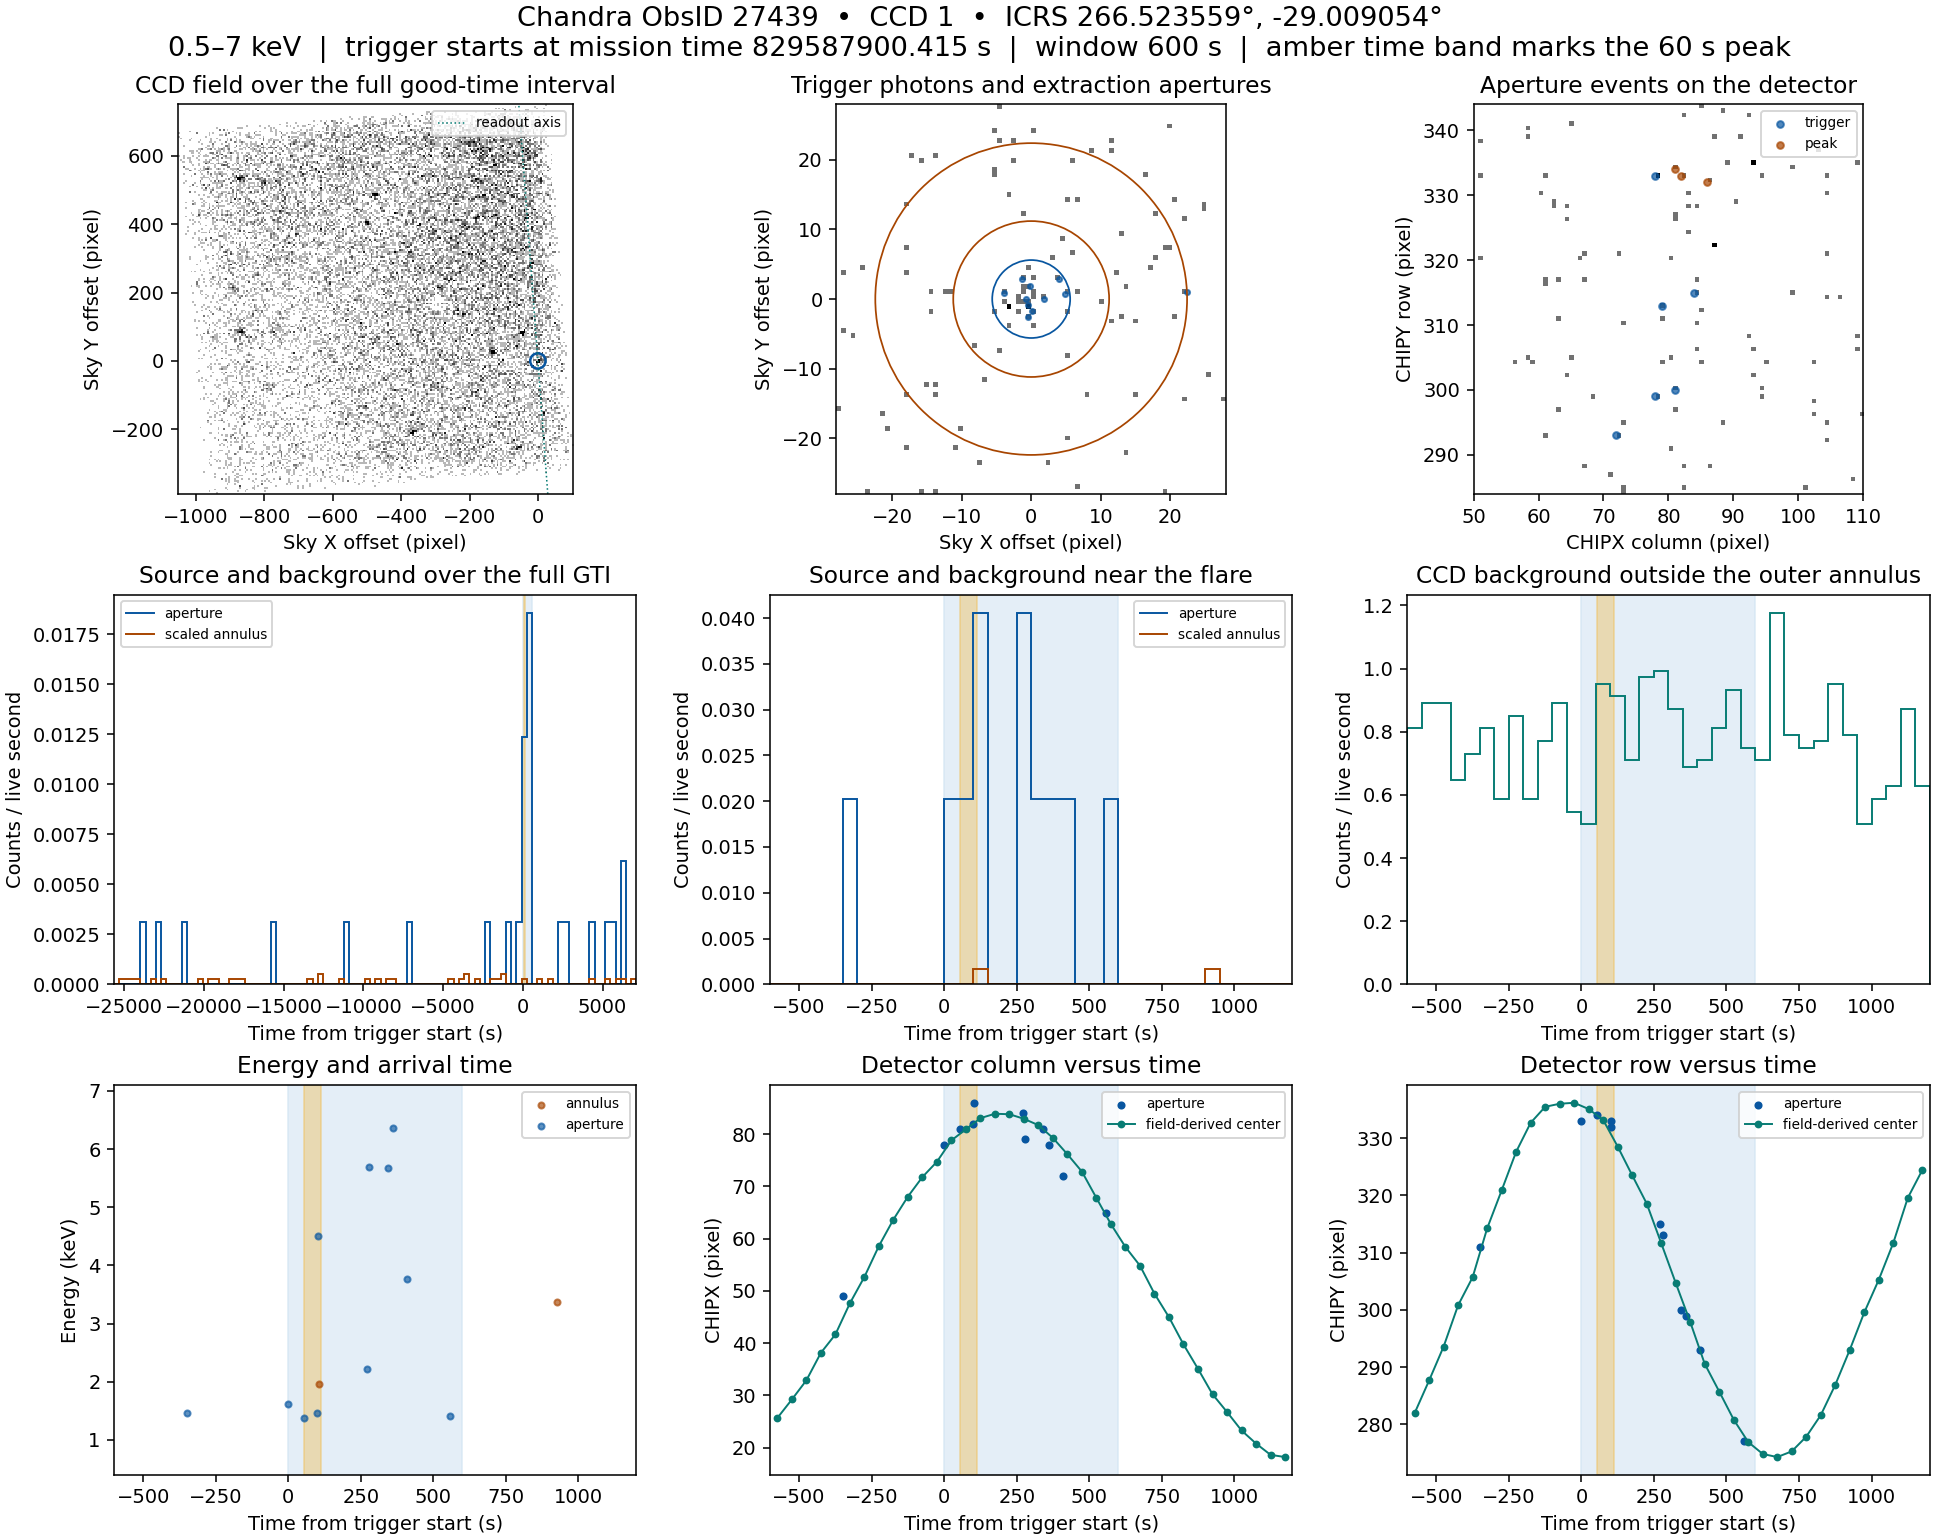 Chandra ObsID 27439 • CCD 1 • ICRS 266.523559°, -29.009054°
0.5–7 keV | trigger starts at mission time 829587900.415 s | window 600 s | amber time band marks the 60 s peak
CCD field over the full good-time interval
readout axis
600
400
200
0
−200
−1000 −800 −600 −400 −200 0
Sky X offset (pixel)
Sky Y offset (pixel)
Trigger photons and extraction apertures
20
10
0
−10
−20
−20 −10 0 10 20
Sky X offset (pixel)
Sky Y offset (pixel)
Aperture events on the detector
trigger
peak
340
330
320
310
300
290
50 60 70 80 90 100 110
CHIPX column (pixel)
CHIPY row (pixel)
Source and background over the full GTI
aperture
scaled annulus
0.0175
0.0150
0.0125
0.0100
0.0075
0.0050
0.0025
0.0000
−25000 −20000 −15000 −10000 −5000 0 5000
Time from trigger start (s)
Counts / live second
Source and background near the flare
aperture
scaled annulus
0.040
0.035
0.030
0.025
0.020
0.015
0.010
0.005
0.000
−500 −250 0 250 500 750 1000
Time from trigger start (s)
Counts / live second
CCD background outside the outer annulus
1.2
1.0
0.8
0.6
0.4
0.2
0.0
−500 −250 0 250 500 750 1000
Time from trigger start (s)
Counts / live second
Energy and arrival time
annulus
aperture
7
6
5
4
3
2
1
−500 −250 0 250 500 750 1000
Time from trigger start (s)
Energy (keV)
Detector column versus time
aperture
field-derived center
80
70
60
50
40
30
20
−500 −250 0 250 500 750 1000
Time from trigger start (s)
CHIPX (pixel)
Detector row versus time
aperture
field-derived center
330
320
310
300
290
280
−500 −250 0 250 500 750 1000
Time from trigger start (s)
CHIPY (pixel)